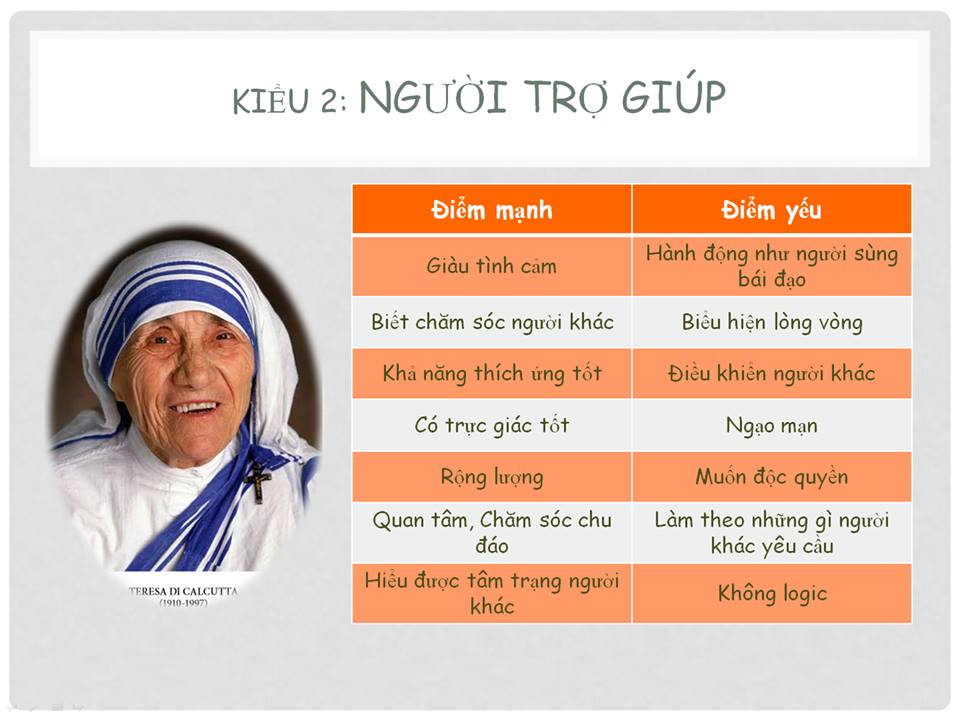 KIỂU 2: NGƯỜI TRỢ GIÚP
Điểm mạnh
Điểm yếu
Giàu tình cảm
Hành động như người sùng
bái đạo
Biết chăm sóc người khác
Biểu hiện lòng vòng
Khả năng thích ứng tốt
Điều khiển người khác
Có trực giác tốt
Ngạo mạn
Rộng lượng
Muốn độc quyền
Quan tâm, Chăm sóc chu
đáo
Làm theo những gì người
khác yêu cầu
Hiểu được tâm trạng người
khác
Không logic
TERESA DI CALCUTTA
(1910-1997)